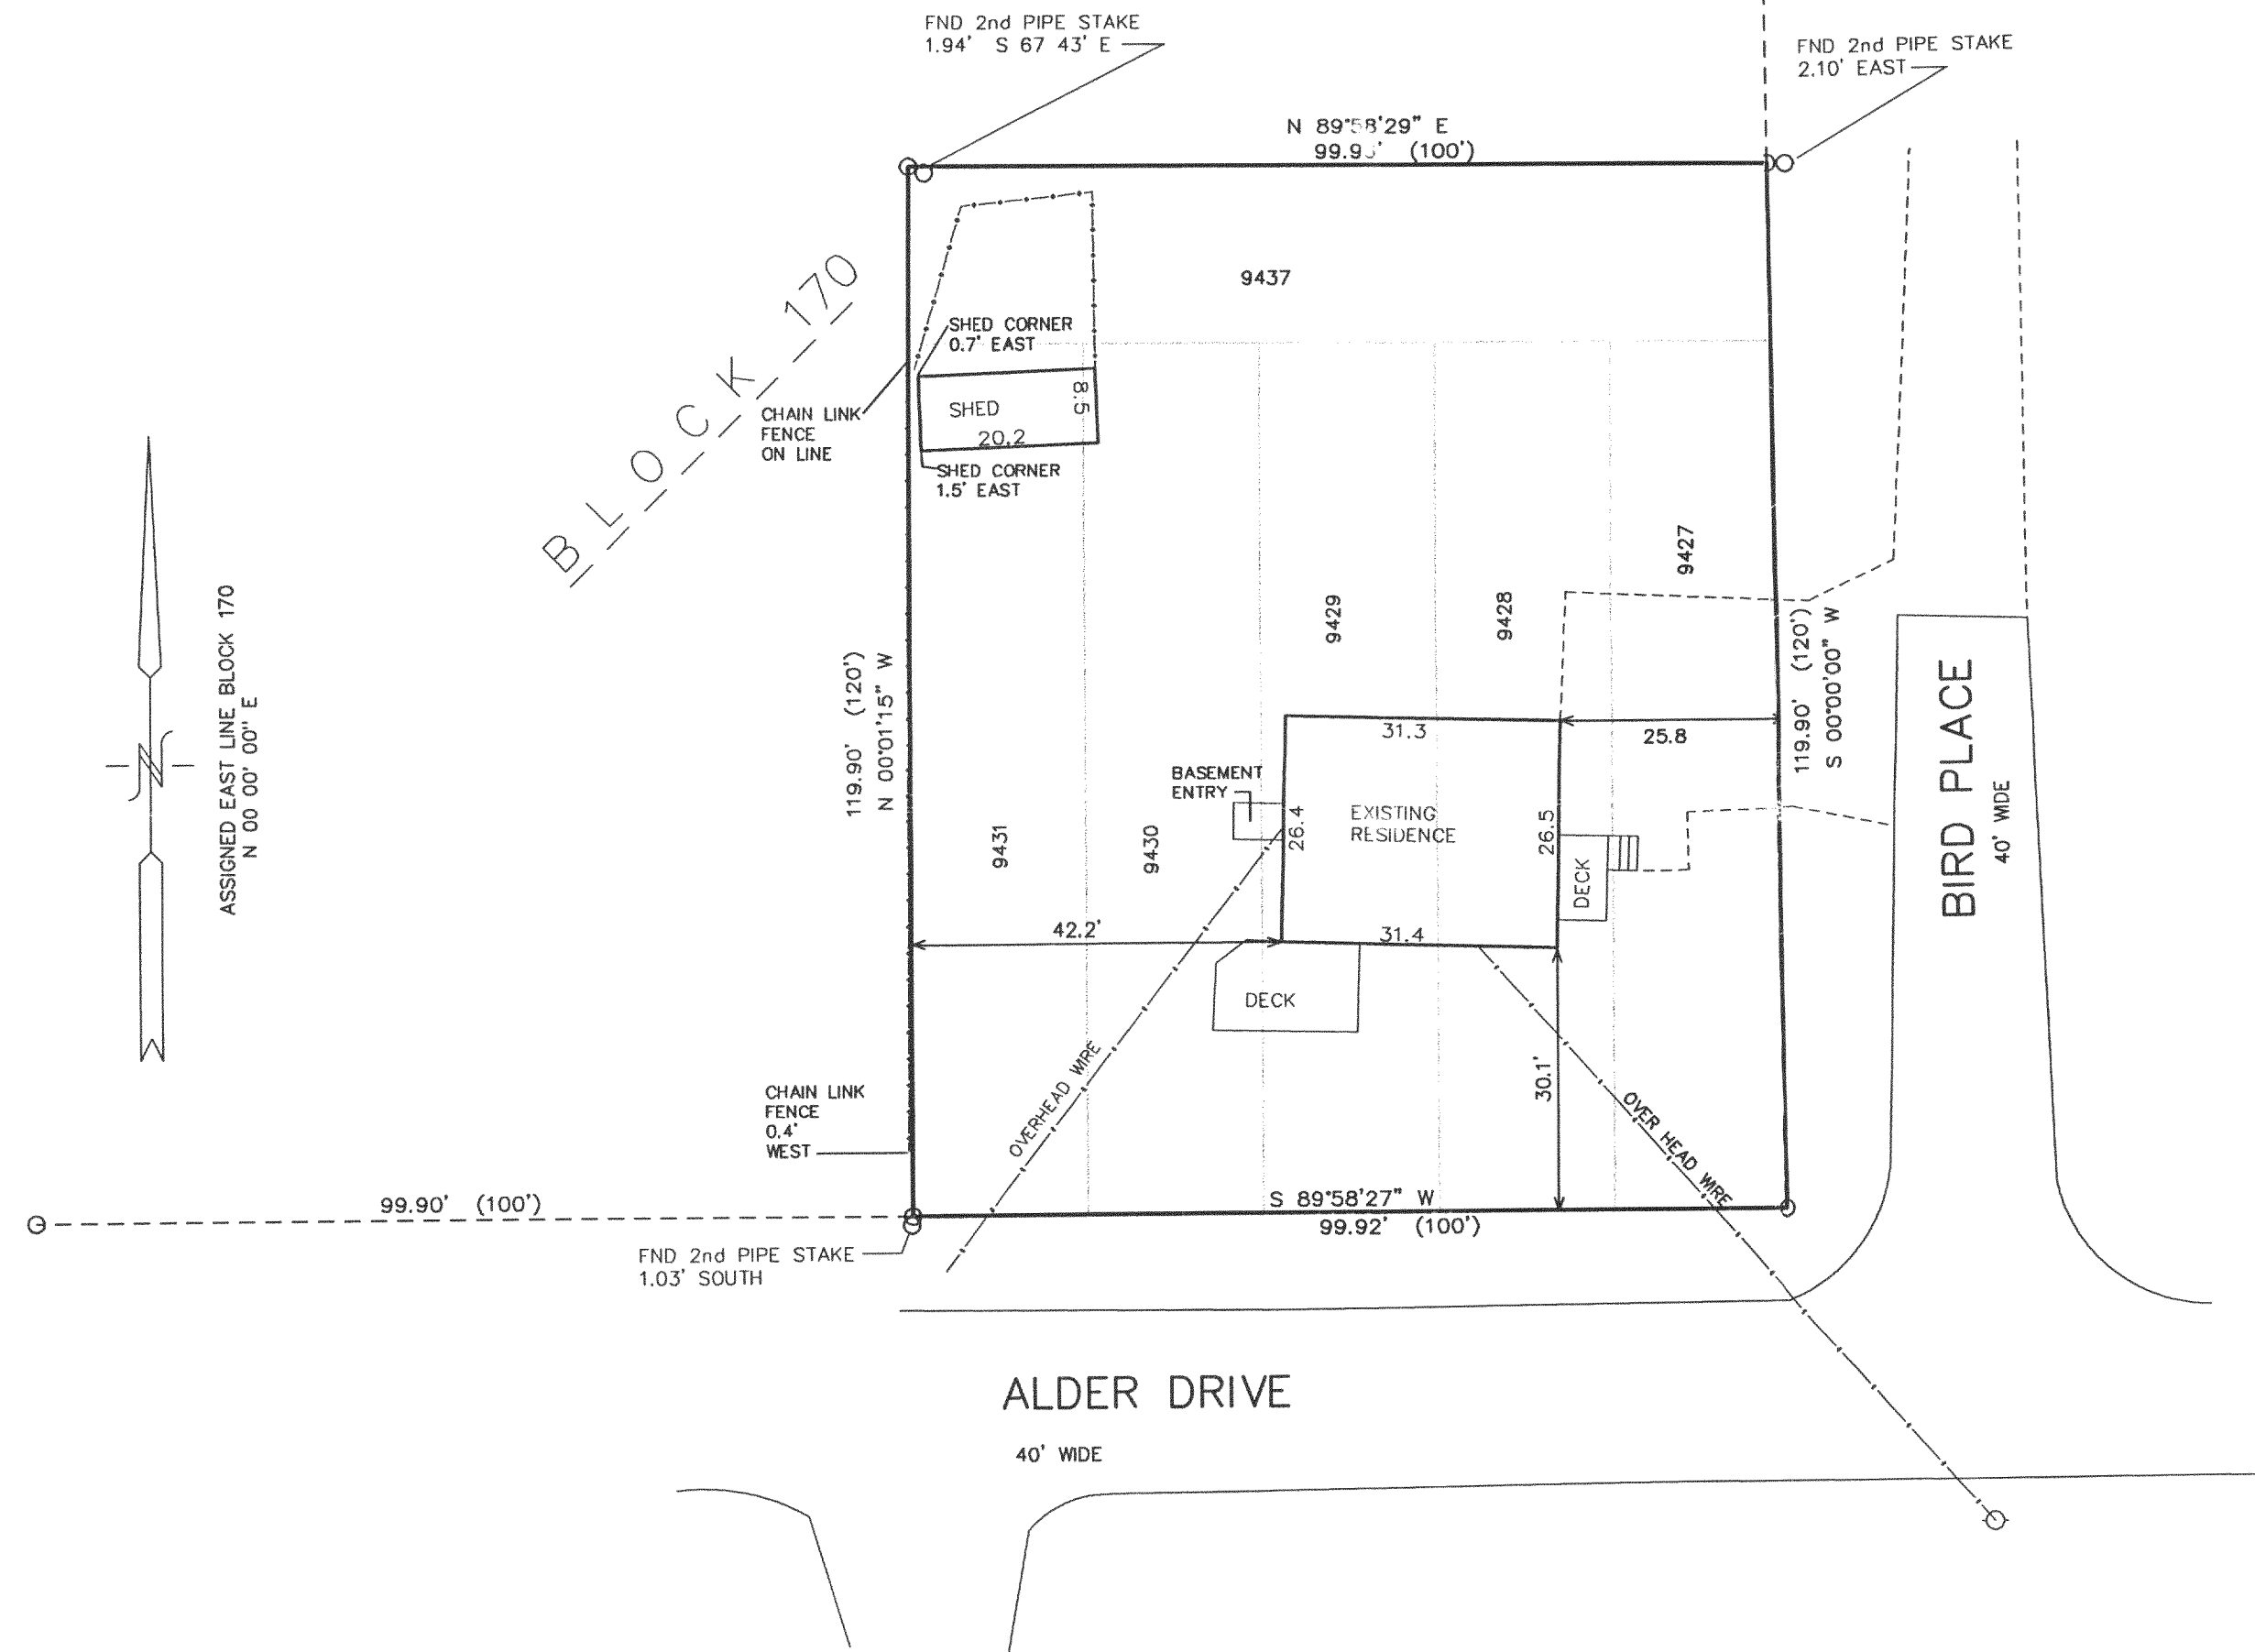 FND 2nd PIPE STAKE
1.94' S 67 43' E
FND 2nd PIPE STAKE
2.10' EAST
N 89°58'29" E
(100')
BLOCK 170
9437
SHED CORNER
0.7' EAST
CHAIN LINK
FENCE
ON LINE
SHED
8.5
20.2
SHED CORNER
1.5' EAST
ASSIGNED EAST LINE BLOCK 170
N 00 00' 00" E
N
119.90' (120')
N 00°01'15" W
9431
9430
9429
9428
9427
119.90' (120')
S 00°00'00" W
31.3
25.8
BASEMENT
ENTRY
26.4
EXISTING
RESIDENCE
26.5
DECK
42.2'
31.4
DECK
30.1'
OVERHEAD WIRE
OVER HEAD WIRE
BIRD PLACE
40' WIDE
CHAIN LINK
FENCE
0.4'
WEST
99.90' (100')
S 89°58'27" W
99.92' (100')
FND 2nd PIPE STAKE
1.03' SOUTH
ALDER DRIVE
40' WIDE